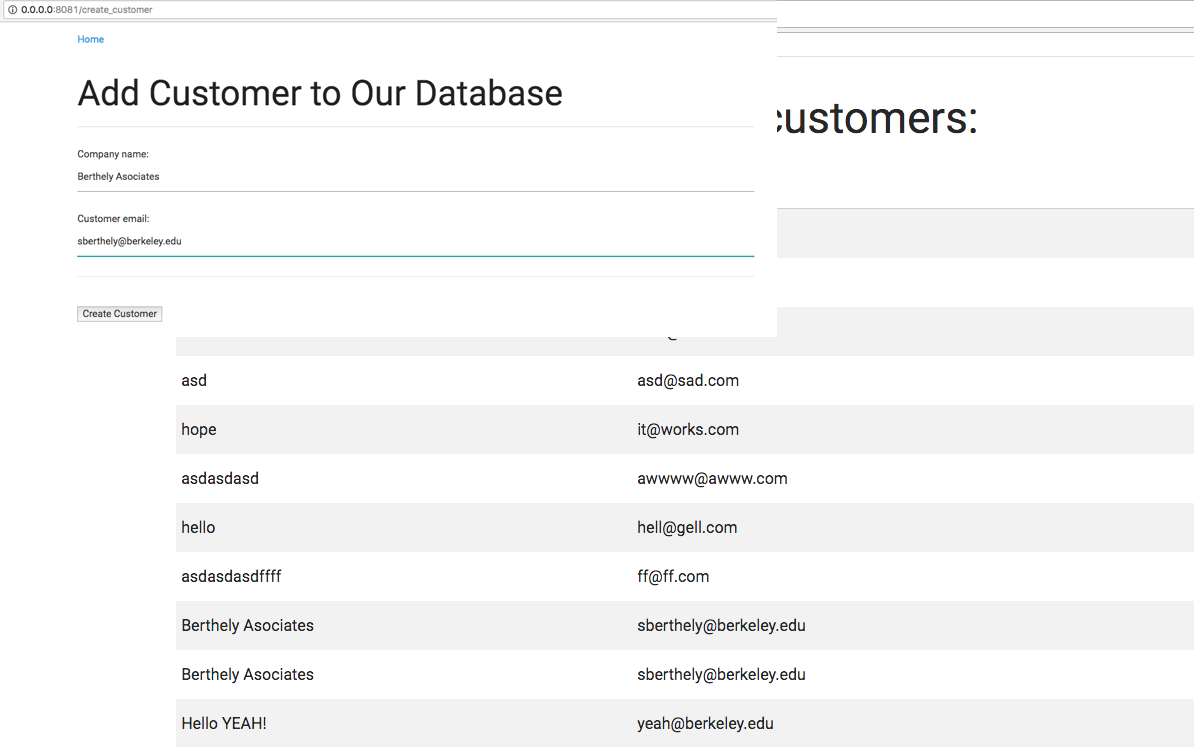 0.0.0.0:8081/create_customer
Home
Add Customer to Our Database
customers:
Company name:
Berthely Asociates
Customer email:
sberthely@berkeley.edu
Create Customer
asd asd@sad.com
hope it@works.com
asdasdasd awwww@awww.com
hello hell@gell.com
asdasdasdffff ff@ff.com
Berthely Asociates sberthely@berkeley.edu
Berthely Asociates sberthely@berkeley.edu
Hello YEAH! yeah@berkeley.edu